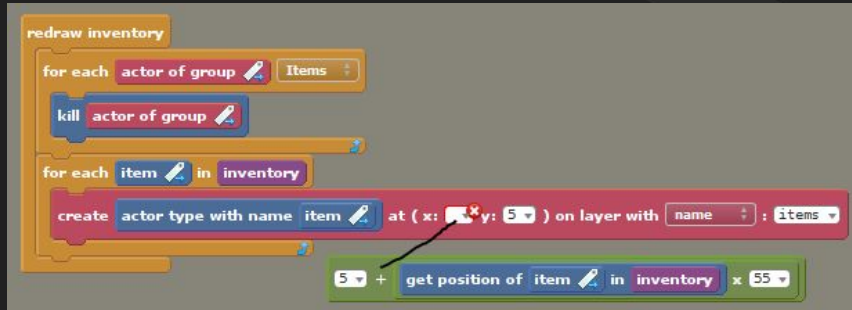 redraw inventory
for each actor of group Items
kill actor of group
for each item in inventory
create actor type with name item at ( x: y: 5 ) on layer with name : items
5 + get position of item in inventory x 55